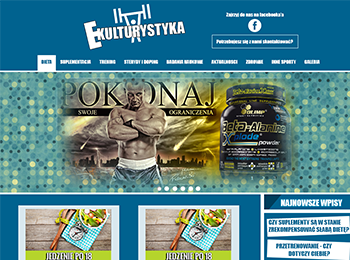 EKULTURYSTYKA
Zajrzyj do nas na facebooka'a
f
Potrzebujesz się z nami skontaktować?
DIETA SUPLEMENTACJA TRENING STERYDY I DOPING BADANIA NAUKOWE AKTUALNOŚCI ZDROWIE INNE SPORTY GALERIA
POKONAJ
SWOJE OGRANICZENIA
OLIMP
Beta-Alanine
Xplode
powder
NAJNOWSZE WPISY
CZY SUPLEMENTY SĄ W STANIE
ZREKOMPENSOWAĆ SŁABĄ DIETĘ?
PRZETRENOWANIE - CZY
DOTYCZY CIEBIE?
JEDZENIE PO 18
JEDZENIE PO 18